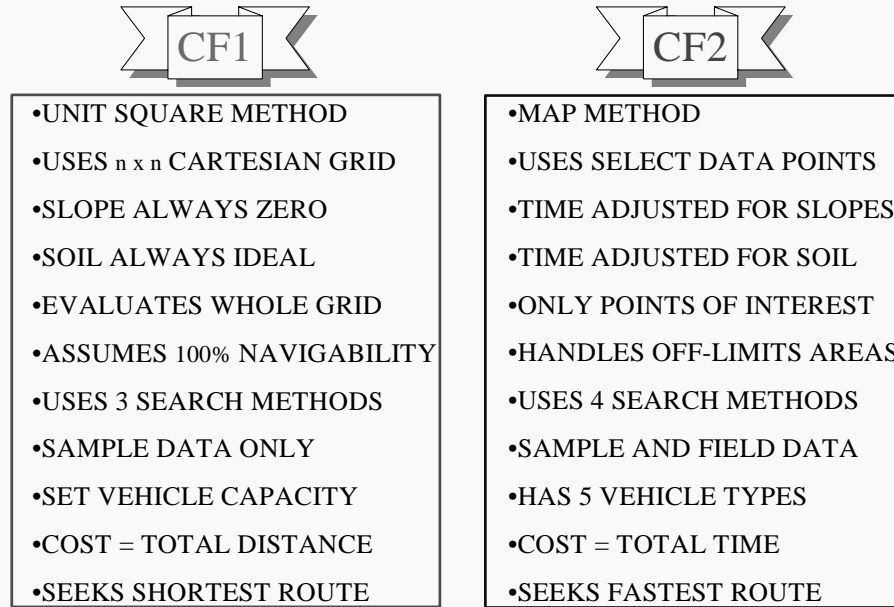 CF1
•UNIT SQUARE METHOD
•USES n x n CARTESIAN GRID
•SLOPE ALWAYS ZERO
•SOIL ALWAYS IDEAL
•EVALUATES WHOLE GRID
•ASSUMES 100% NAVIGABILITY
•USES 3 SEARCH METHODS
•SAMPLE DATA ONLY
•SET VEHICLE CAPACITY
•COST = TOTAL DISTANCE
•SEEKS SHORTEST ROUTE
CF2
•MAP METHOD
•USES SELECT DATA POINTS
•TIME ADJUSTED FOR SLOPES
•TIME ADJUSTED FOR SOIL
•ONLY POINTS OF INTEREST
•HANDLES OFF-LIMITS AREAS
•USES 4 SEARCH METHODS
•SAMPLE AND FIELD DATA
•HAS 5 VEHICLE TYPES
•COST = TOTAL TIME
•SEEKS FASTEST ROUTE